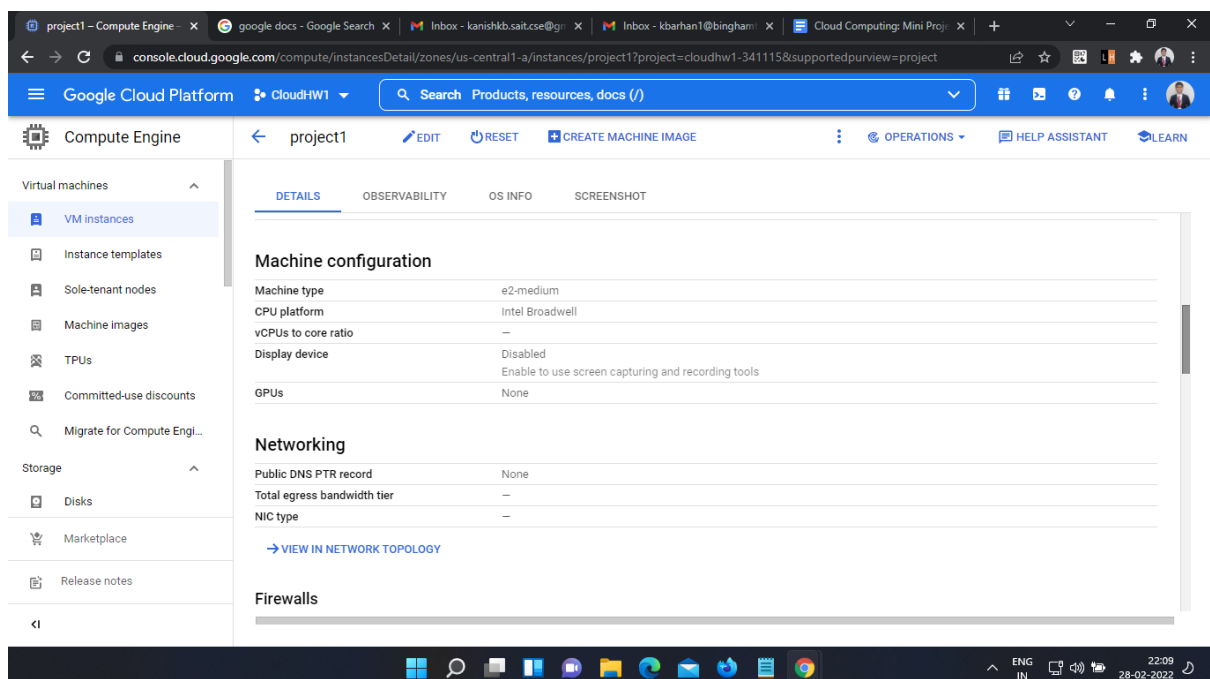 project1 – Compute Engine –
google docs - Google Search
Inbox - kanishkb.sait.cse@gm
Inbox - kbarhan1@bingham
Cloud Computing: Mini Proje
console.cloud.google.com/compute/instancesDetail/zones/us-central1-a/instances/project1?project=cloudhw1-341115&supportedpurview=project
Google Cloud Platform
CloudHW1
Search Products, resources, docs (/)
Compute Engine
project1
EDIT
RESET
CREATE MACHINE IMAGE
OPERATIONS
HELP ASSISTANT
LEARN
Virtual machines
VM instances
Instance templates
Sole-tenant nodes
Machine images
TPUs
Committed-use discounts
Migrate for Compute Engi...
Storage
Disks
Marketplace
Release notes
DETAILS
OBSERVABILITY
OS INFO
SCREENSHOT
Machine configuration
Machine type e2-medium
CPU platform Intel Broadwell
vCPUs to core ratio —
Display device Disabled
Enable to use screen capturing and recording tools
GPUs None
Networking
Public DNS PTR record None
Total egress bandwidth tier —
NIC type —
VIEW IN NETWORK TOPOLOGY
Firewalls
ENG
IN
22:09
28-02-2022